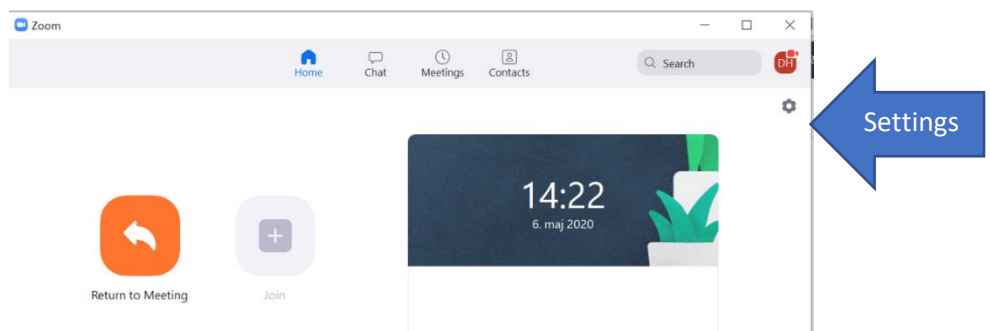 Zoom
Home
Chat
Meetings
Contacts
Search
DH
Settings
14:22
6. maj 2020
Return to Meeting
Join